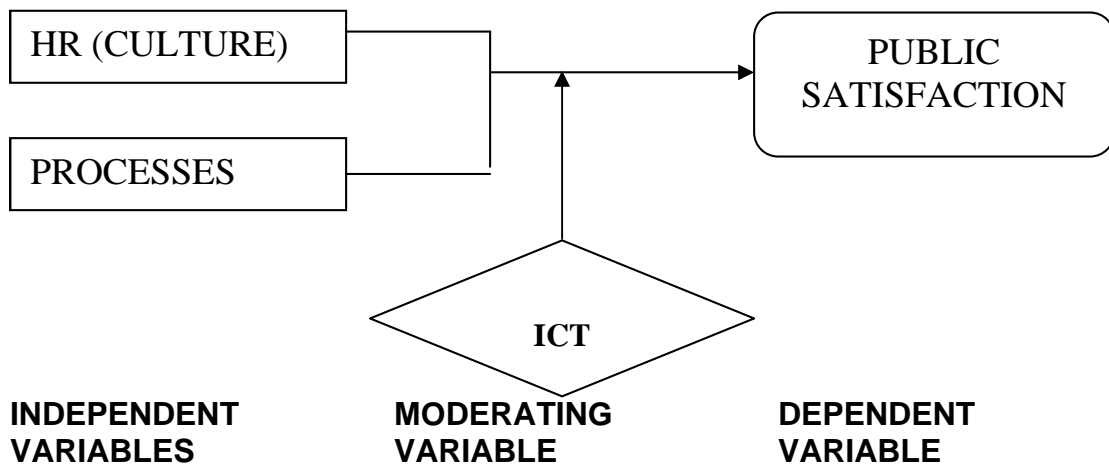 HR (CULTURE)
PROCESSES
PUBLIC
SATISFACTION
ICT
INDEPENDENT
VARIABLES
MODERATING
VARIABLE
DEPENDENT
VARIABLE